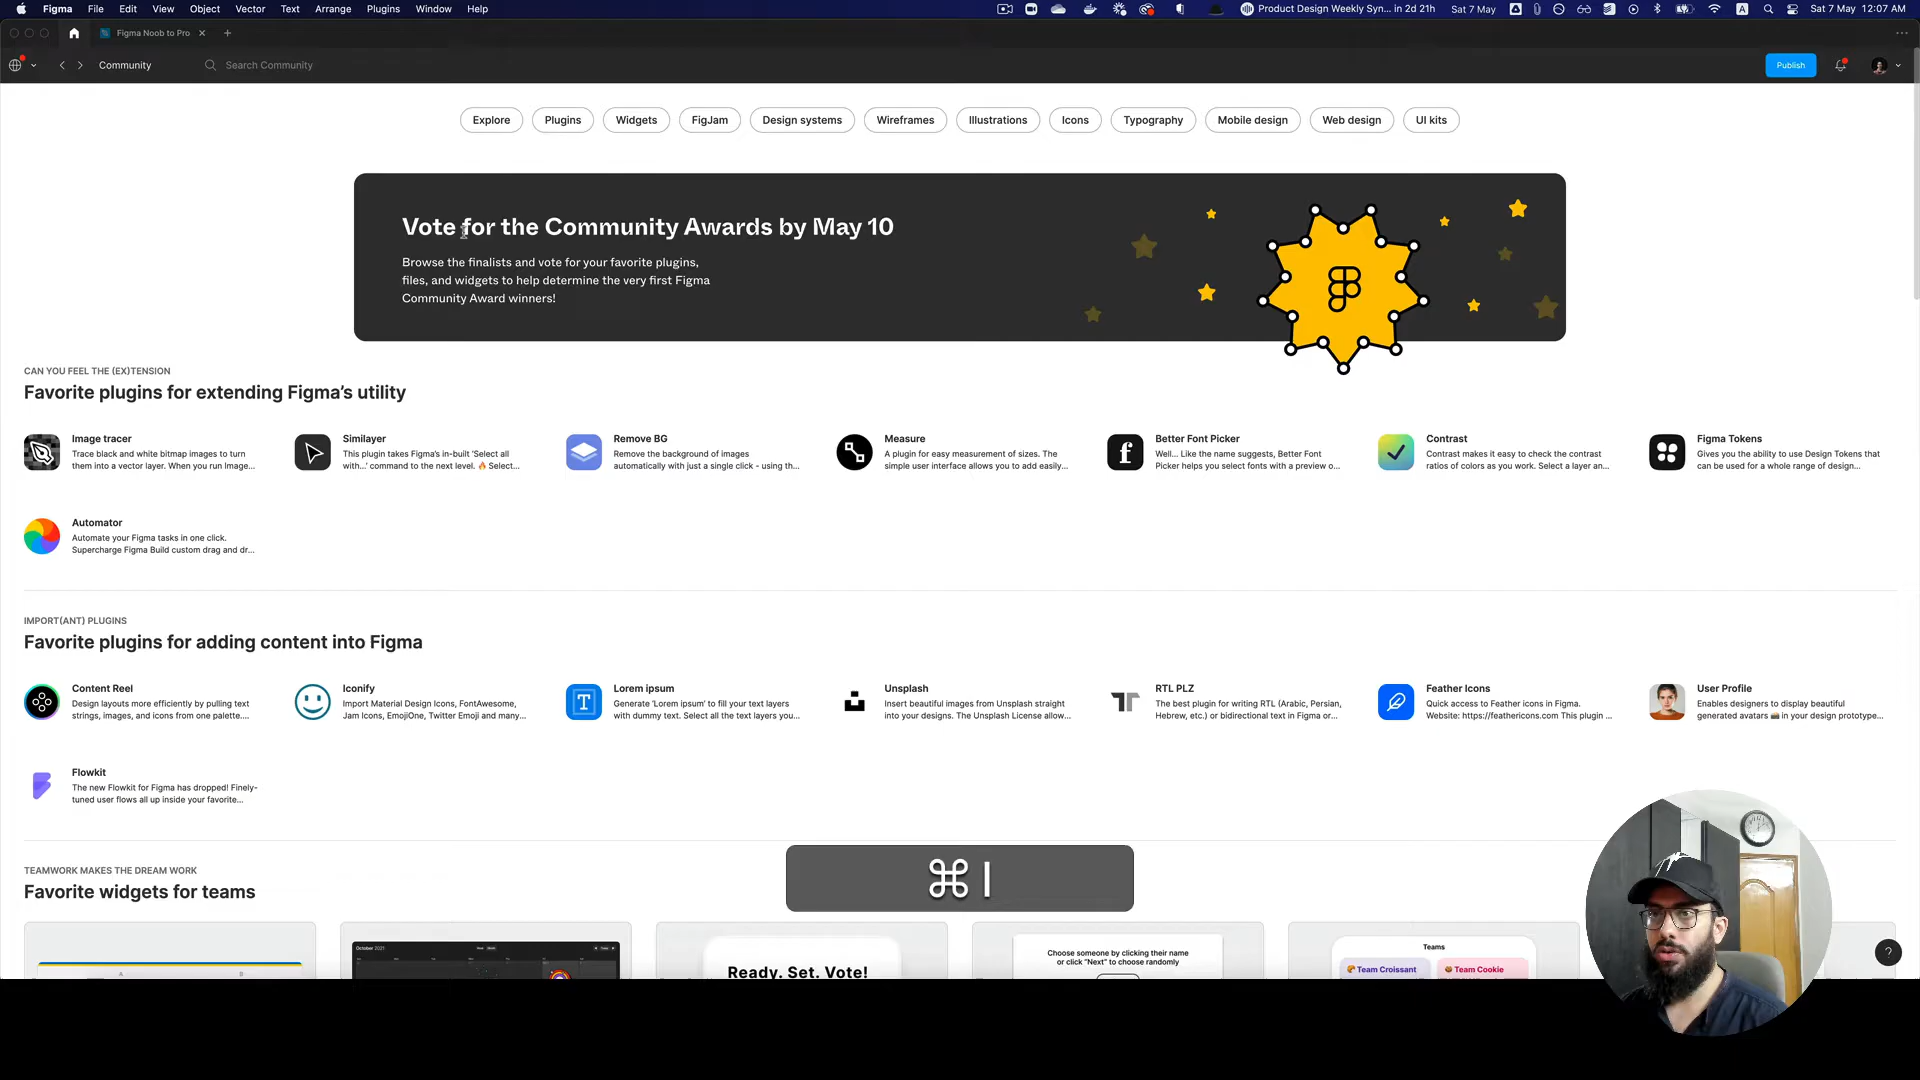 Figma File Edit View Object Vector Text Arrange Plugins Window Help
Product Design Weekly Syn... in 2d 21h Sat 7 May Sat 7 May 12:07 AM
Figma Noob to Pro
Community Search Community Publish
Explore Plugins Widgets FigJam Design systems Wireframes Illustrations Icons Typography Mobile design Web design UI kits
Vote for the Community Awards by May 10
Browse the finalists and vote for your favorite plugins,
files, and widgets to help determine the very first Figma
Community Award winners!
CAN YOU FEEL THE (EX)TENSION
Favorite plugins for extending Figma’s utility
Image tracer
Trace black and white bitmap images to turn
them into a vector layer. When you run Image...
Similayer
This plugin takes Figma's in-built 'Select all
with...' command to the next level. 🔥 Select...
Remove BG
Remove the background of images
automatically with just a single click - using th...
Measure
A plugin for easy measurement of sizes. The
simple user interface allows you to add easily...
Better Font Picker
Well... Like the name suggests, Better Font
Picker helps you select fonts with a preview o...
Contrast
Contrast makes it easy to check the contrast
ratios of colors as you work. Select a layer an...
Figma Tokens
Gives you the ability to use Design Tokens that
can be used for a whole range of design...
Automator
Automate your Figma tasks in one click.
Supercharge Figma Build custom drag and dr...
IMPORT(ANT) PLUGINS
Favorite plugins for adding content into Figma
Content Reel
Design layouts more efficiently by pulling text
strings, images, and icons from one palette....
Iconify
Import Material Design Icons, FontAwesome,
Jam Icons, EmojiOne, Twitter Emoji and many...
Lorem ipsum
Generate 'Lorem ipsum' to fill your text layers
with dummy text. Select all the text layers you...
Unsplash
Insert beautiful images from Unsplash straight
into your designs. The Unsplash License allow...
RTL PLZ
The best plugin for writing RTL (Arabic, Persian,
Hebrew, etc.) or bidirectional text in Figma or...
Feather Icons
Quick access to Feather icons in Figma.
Website: https://feathericons.com This plugin ...
User Profile
Enables designers to display beautiful
generated avatars 📸 in your design prototype...
Flowkit
The new Flowkit for Figma has dropped! Finely-
tuned user flows all up inside your favorite...
TEAMWORK MAKES THE DREAM WORK
Favorite widgets for teams
⌘I
A B
October 2021
Ready. Set. Vote!
Choose someone by clicking their name
or click "Next" to choose randomly
Teams
🥐 Team Croissant 🍪 Team Cookie
?